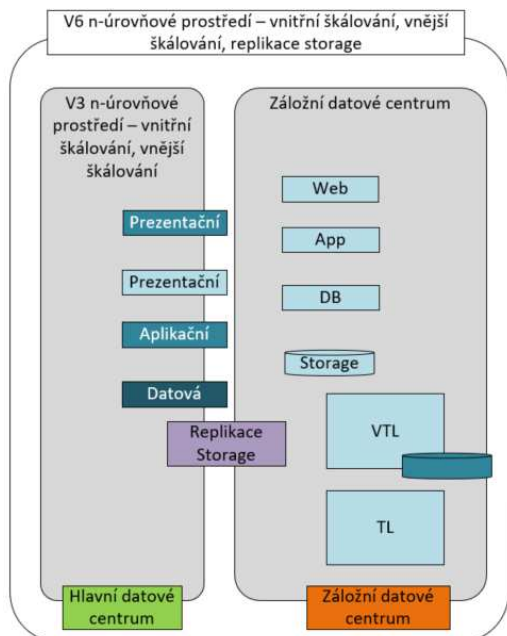 V6 n-úrovňové prostředí – vnitřní škálování, vnější
škálování, replikace storage
V3 n-úrovňové
prostředí – vnitřní
škálování, vnější
škálování
Prezentační
Prezentační
Aplikační
Datová
Replikace
Storage
Hlavní datové
centrum
Záložní datové centrum
Web
App
DB
Storage
VTL
TL
Záložní datové
centrum